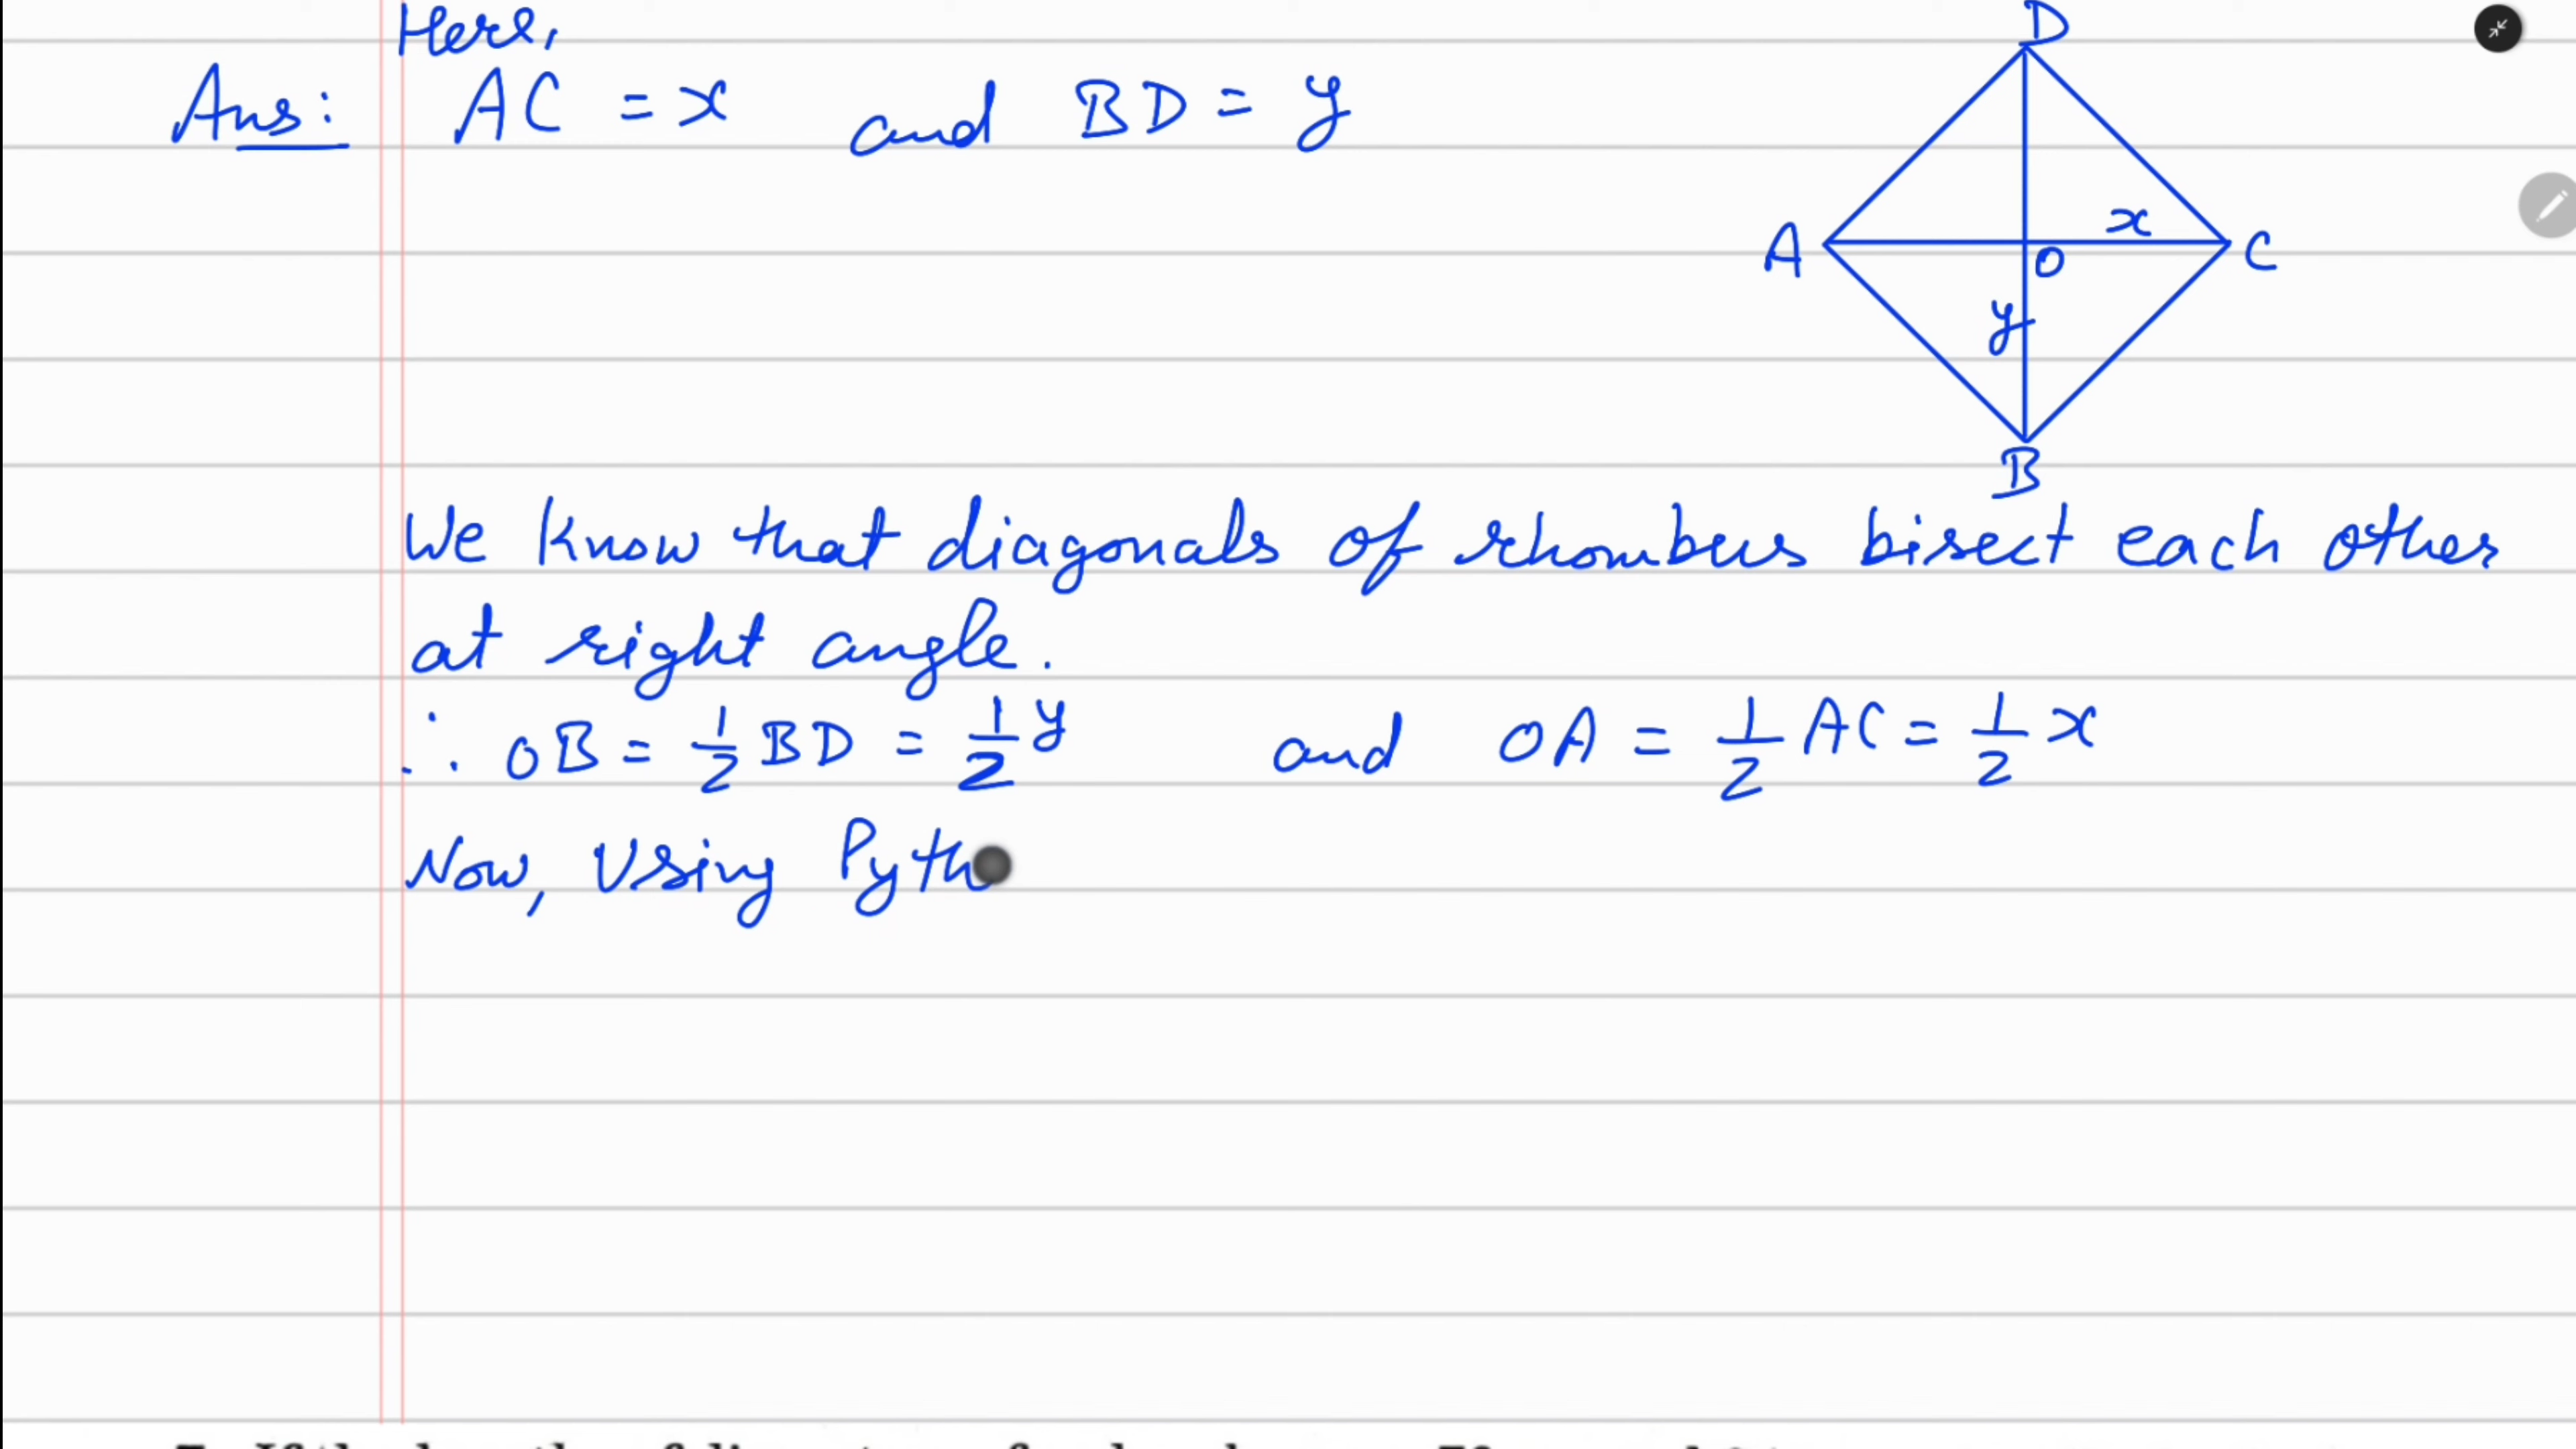 Here,
Ans: AC = x and BD = y
D
A
x
O
C
y
B
We know that diagonals of rhombus bisect each other
at right angle.
∴ OB = 1/2 BD = 1/2 y and OA = 1/2 AC = 1/2 x
Now, Using Pyth